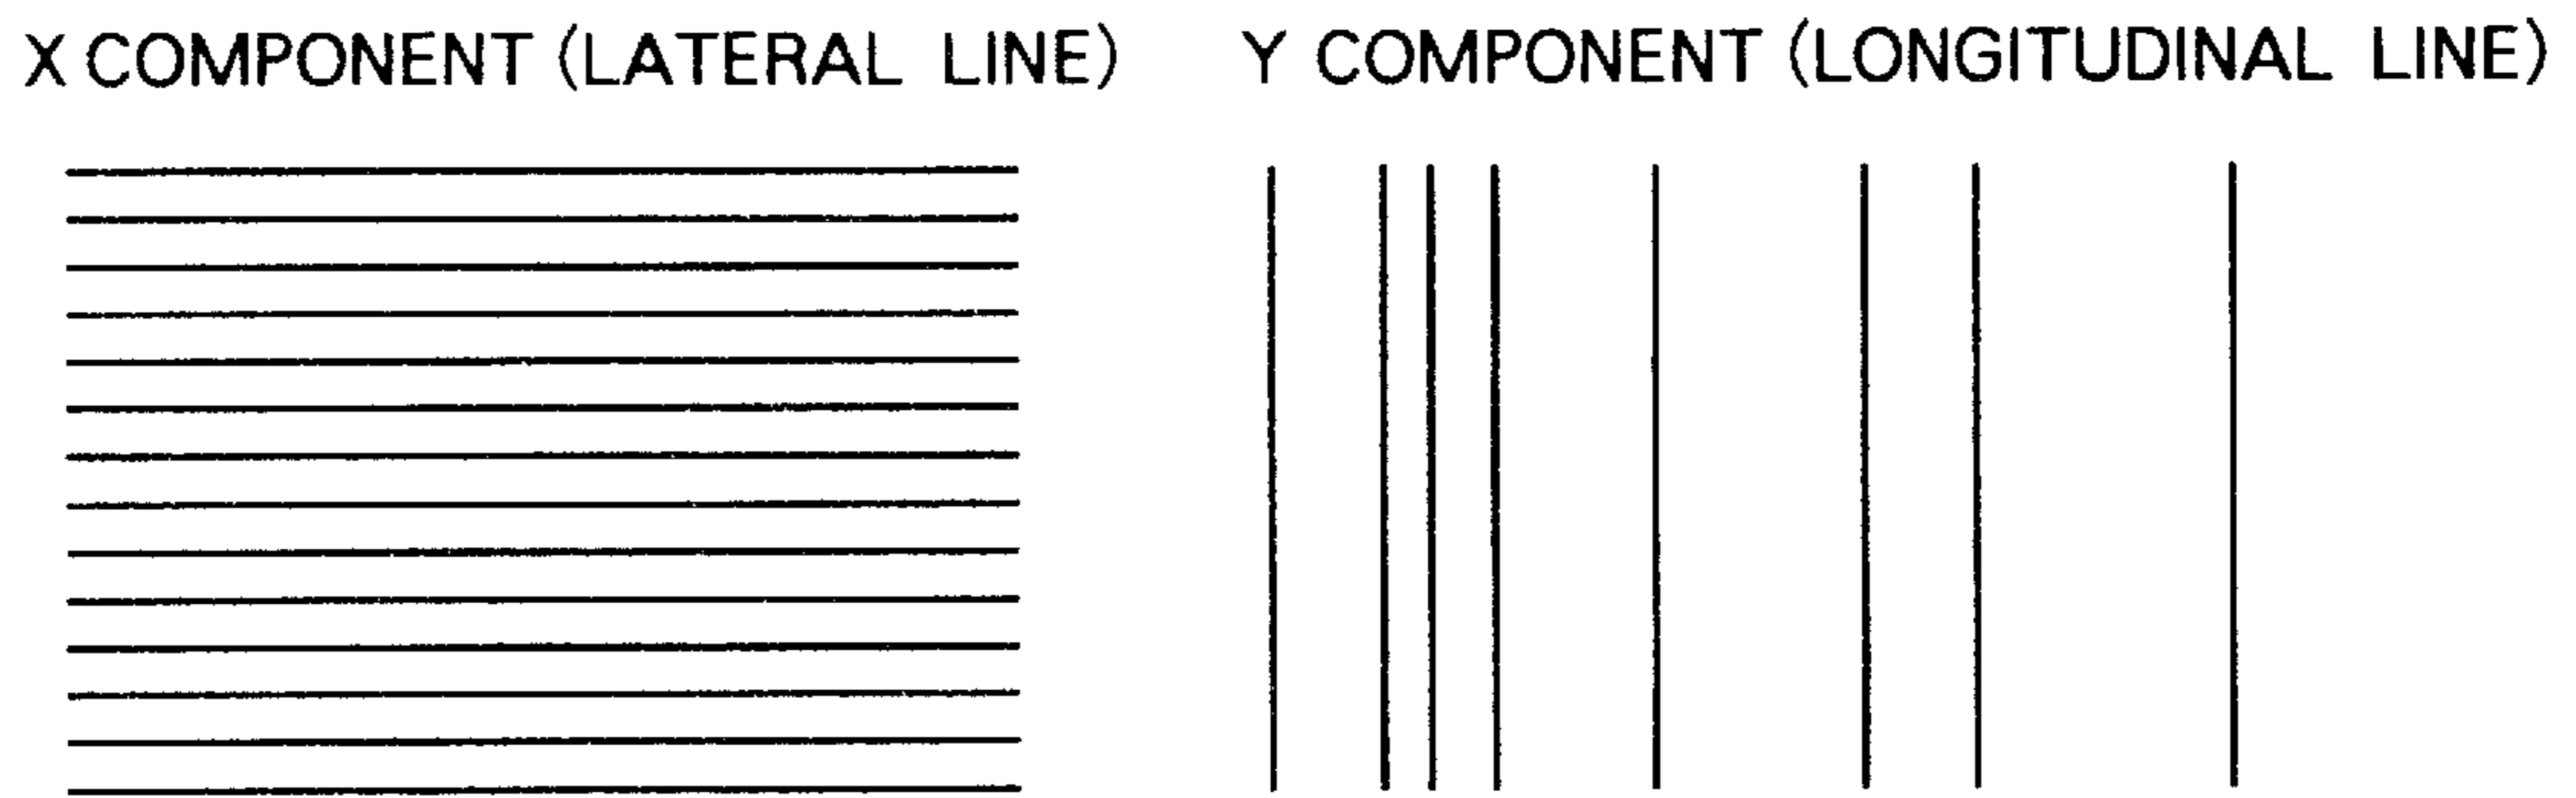 X COMPONENT (LATERAL LINE)
Y COMPONENT (LONGITUDINAL LINE)